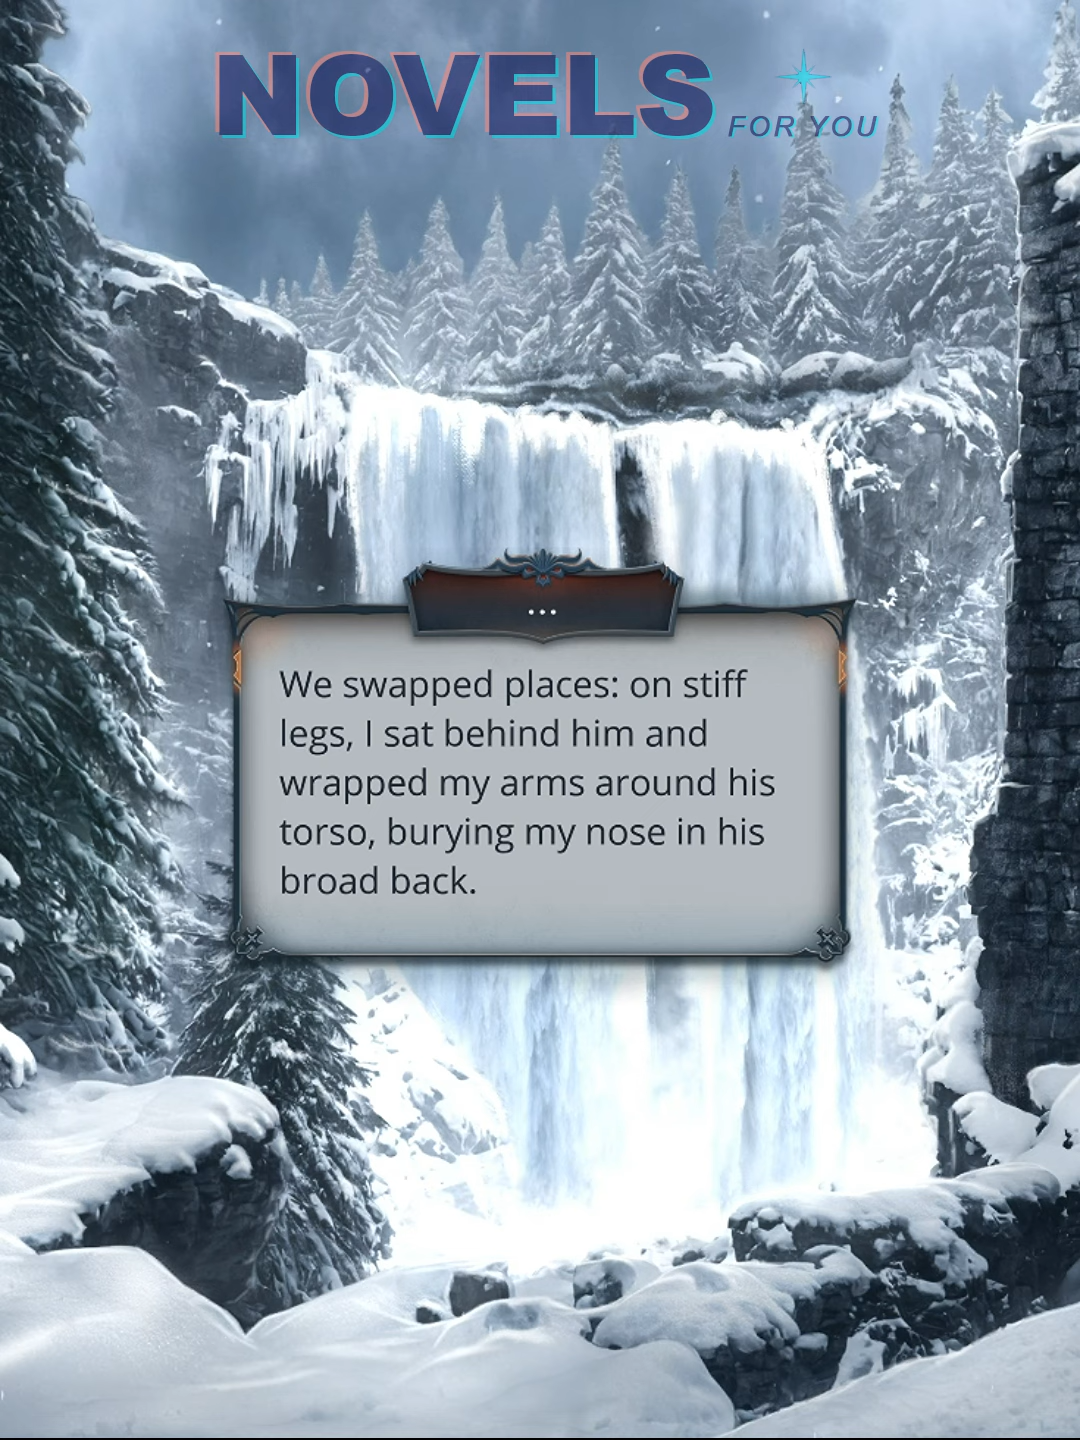 NOVELS FOR YOU
...
We swapped places: on stiff
legs, I sat behind him and
wrapped my arms around his
torso, burying my nose in his
broad back.